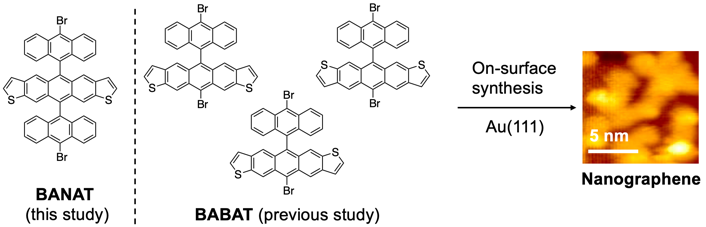 Br
S
S
Br
BANAT
(this study)
Br
S
S
Br
Br
S
S
Br
Br
S
S
Br
BABAT (previous study)
On-surface
synthesis
Au(111)
5 nm
Nanographene